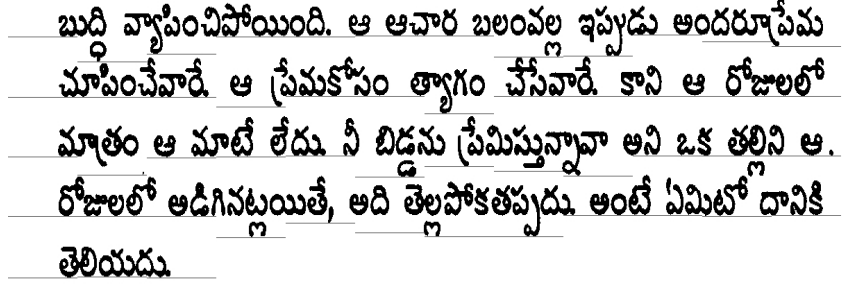 బుద్ధి వ్యాపించిపోయింది. ఆ ఆచార బలంవల్ల ఇప్పుడు అందరూప్రేమ
చూపించేవారే. ఆ ప్రేమకోసం త్యాగం చేసేవారే. కాని ఆ రోజులలో
మాత్రం ఆ మాటే లేదు. నీ బిడ్డను ప్రేమిస్తున్నావా అని ఒక తల్లిని ఆ.
రోజులలో అడిగినట్లయితే, అది తెల్లపోకతప్పదు. అంటే ఏమిటో దానికి
తెలియదు.